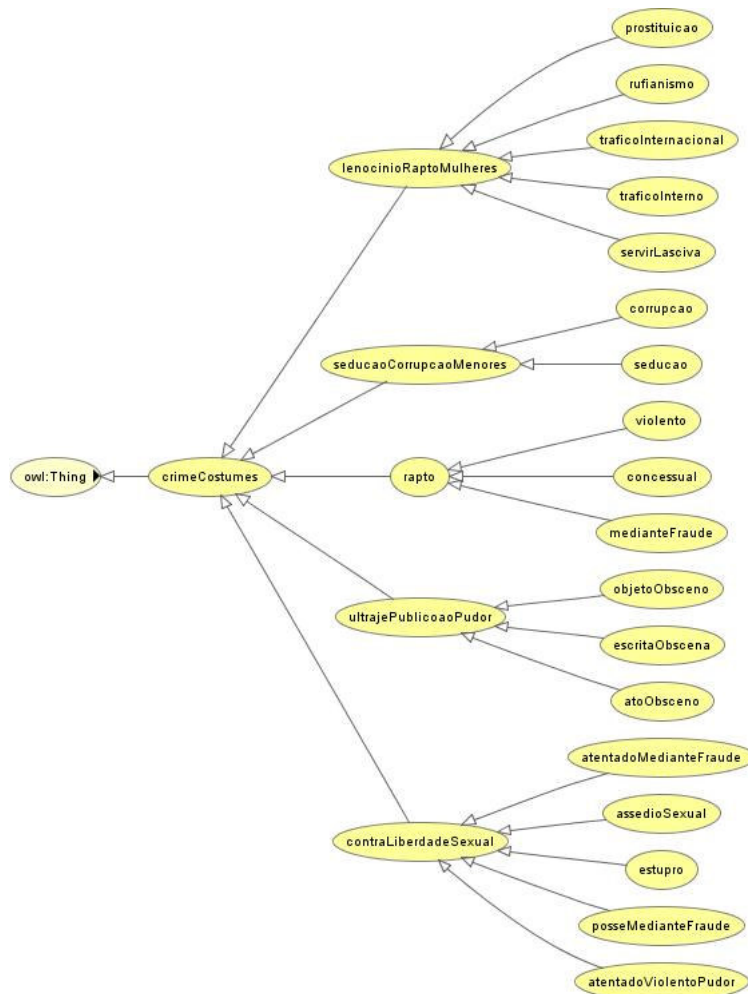 prostituicao
rufianismo
traficoInternacional
lenocinioRaptoMulheres
traficoInterno
servirLasciva
corrupcao
seducaoCorrupcaoMenores
seducao
violento
owl:Thing
crimeCostumes
rapto
concessual
medianteFraude
objetoObsceno
ultrajePublicoaoPudor
escritaObscena
atoObsceno
atentadoMedianteFraude
assedioSexual
contraLiberdadeSexual
estupro
posseMedianteFraude
atentadoViolentoPudor